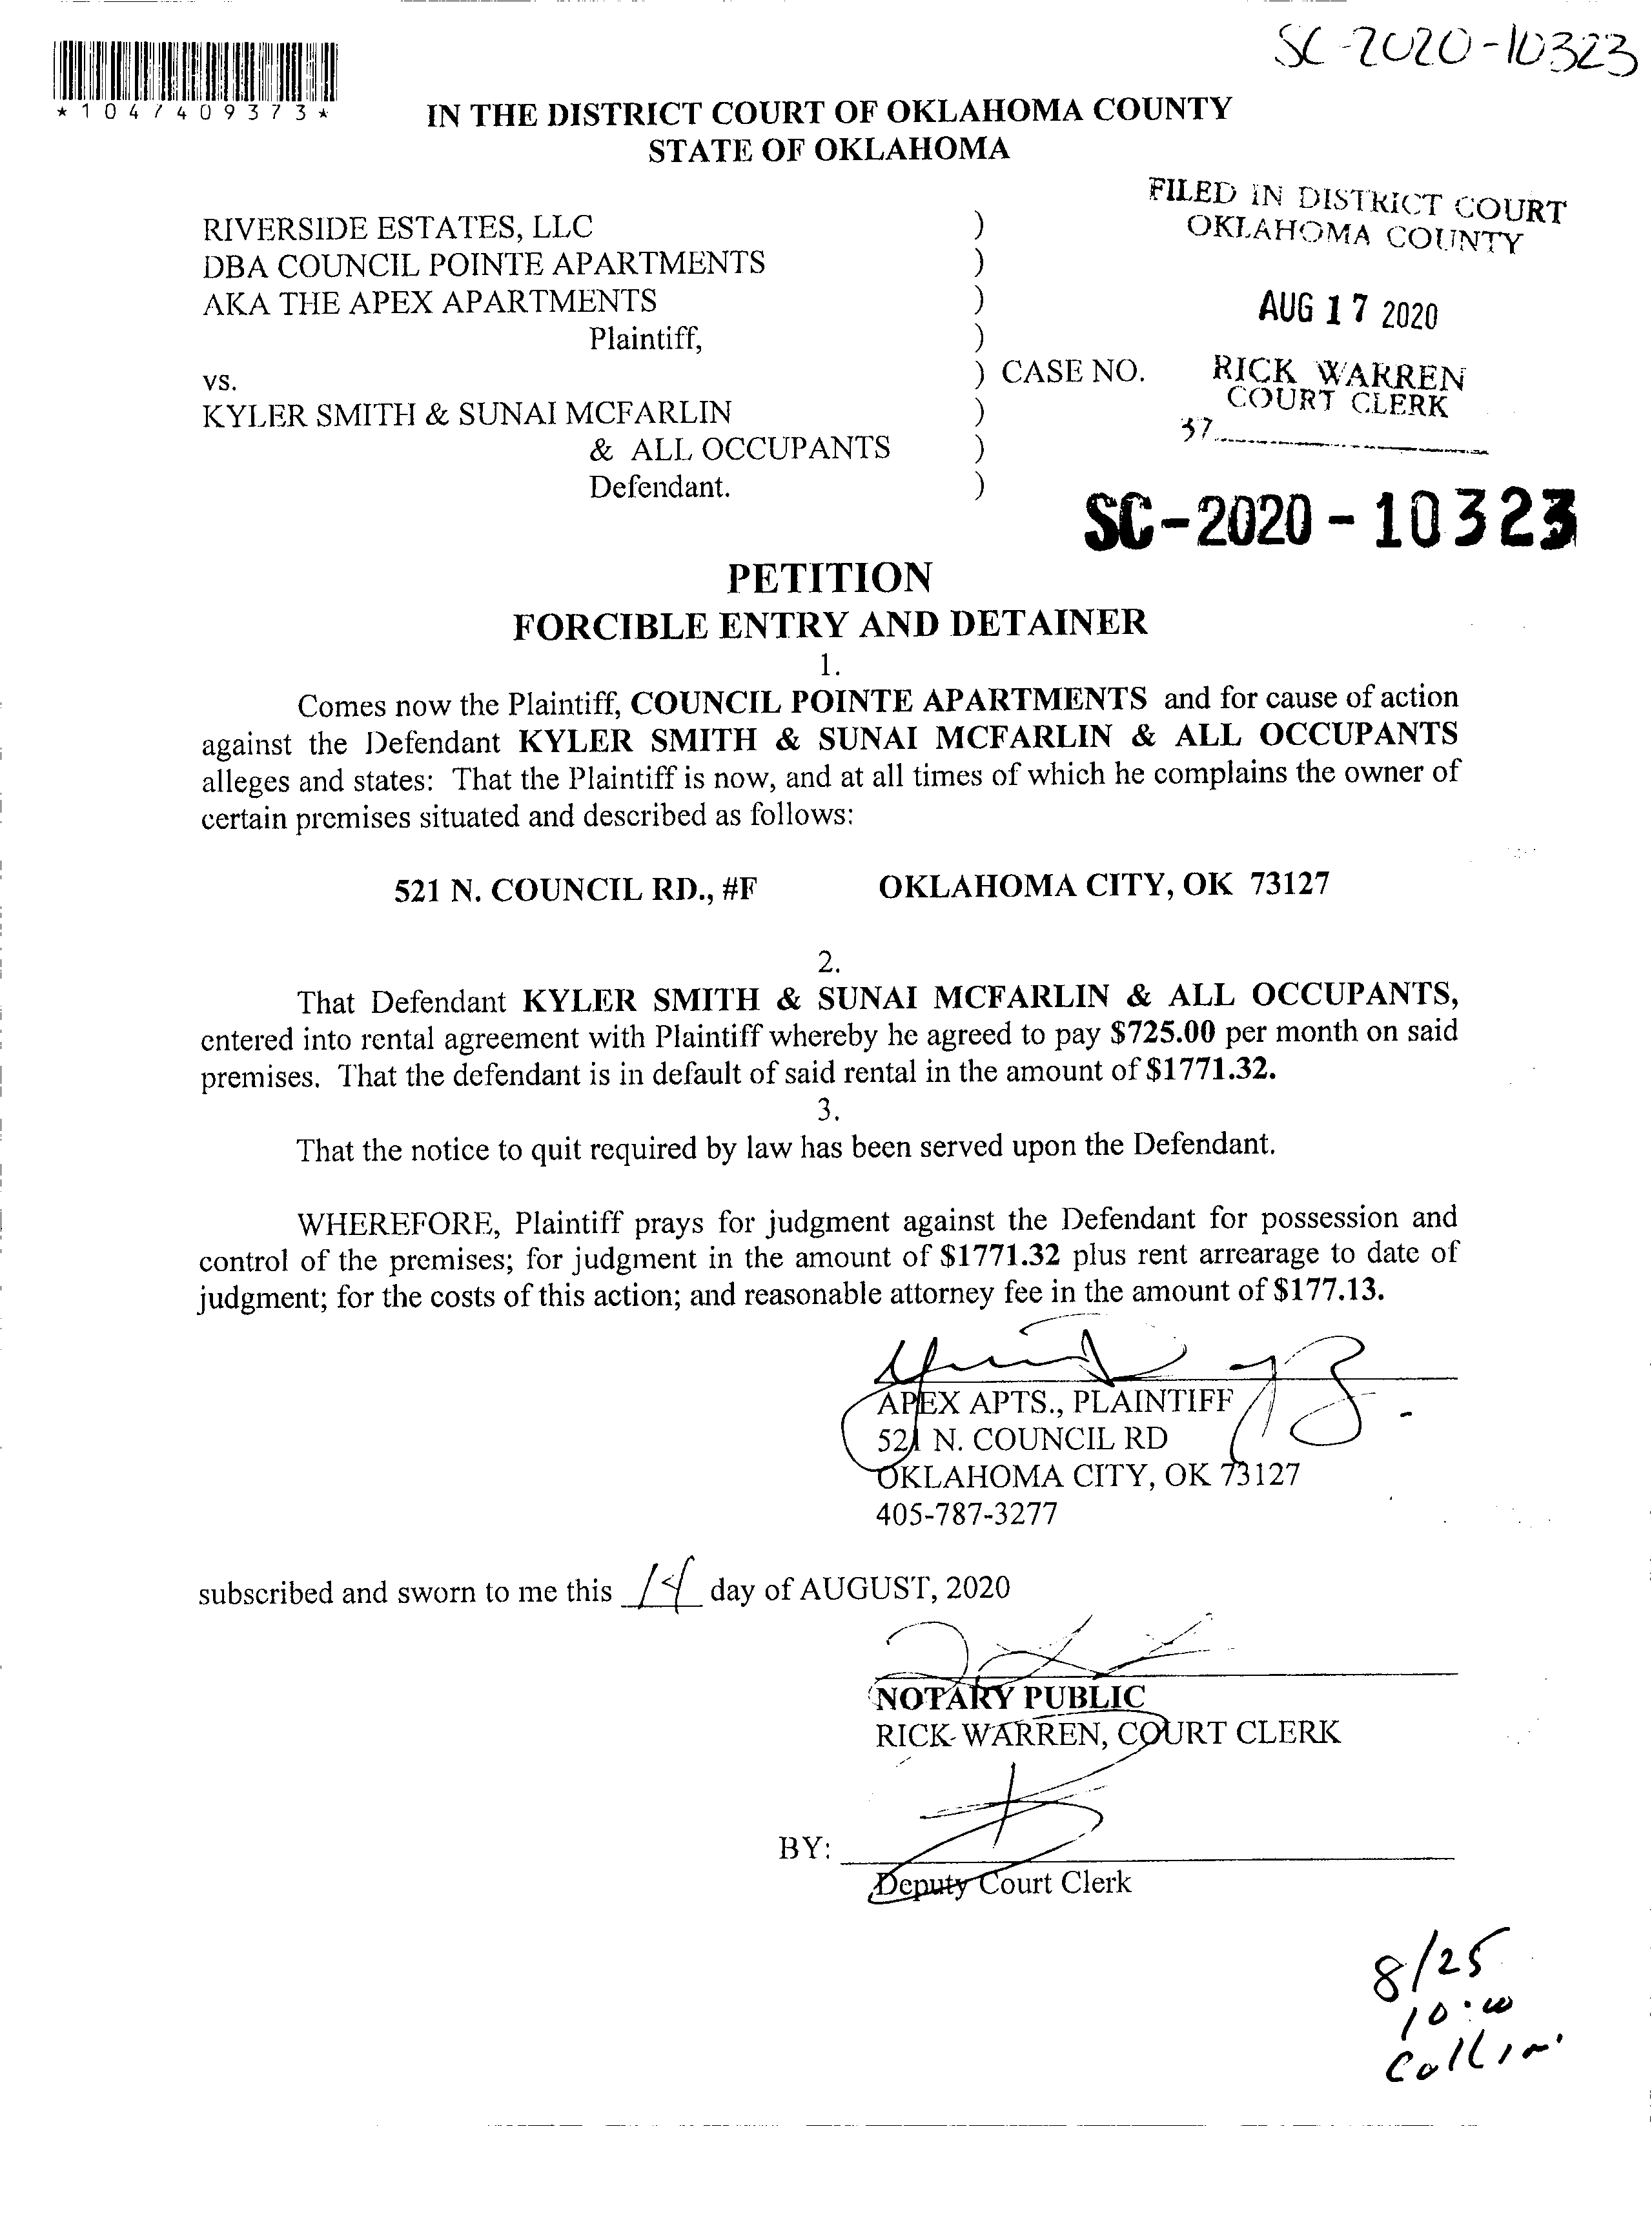 SC-2020-10323
*1047409373*
IN THE DISTRICT COURT OF OKLAHOMA COUNTY
STATE OF OKLAHOMA
FILED IN DISTRICT COURT
OKLAHOMA COUNTY
AUG 17 2020
RICK WARREN
COURT CLERK
37
RIVERSIDE ESTATES, LLC )
DBA COUNCIL POINTE APARTMENTS )
AKA THE APEX APARTMENTS )
Plaintiff, )
vs. ) CASE NO.
KYLER SMITH & SUNAI MCFARLIN )
& ALL OCCUPANTS )
Defendant. )
SC-2020-10323
PETITION
FORCIBLE ENTRY AND DETAINER
1.
Comes now the Plaintiff, COUNCIL POINTE APARTMENTS and for cause of action
against the Defendant KYLER SMITH & SUNAI MCFARLIN & ALL OCCUPANTS
alleges and states: That the Plaintiff is now, and at all times of which he complains the owner of
certain premises situated and described as follows:
521 N. COUNCIL RD., #F OKLAHOMA CITY, OK 73127
2.
That Defendant KYLER SMITH & SUNAI MCFARLIN & ALL OCCUPANTS,
entered into rental agreement with Plaintiff whereby he agreed to pay $725.00 per month on said
premises. That the defendant is in default of said rental in the amount of $1771.32.
3.
That the notice to quit required by law has been served upon the Defendant.
WHEREFORE, Plaintiff prays for judgment against the Defendant for possession and
control of the premises; for judgment in the amount of $1771.32 plus rent arrearage to date of
judgment; for the costs of this action; and reasonable attorney fee in the amount of $177.13.
APEX APTS., PLAINTIFF
521 N. COUNCIL RD
OKLAHOMA CITY, OK 73127
405-787-3277
subscribed and sworn to me this 14 day of AUGUST, 2020
NOTARY PUBLIC
RICK WARREN, COURT CLERK
BY:
Deputy Court Clerk
8/25
10:00